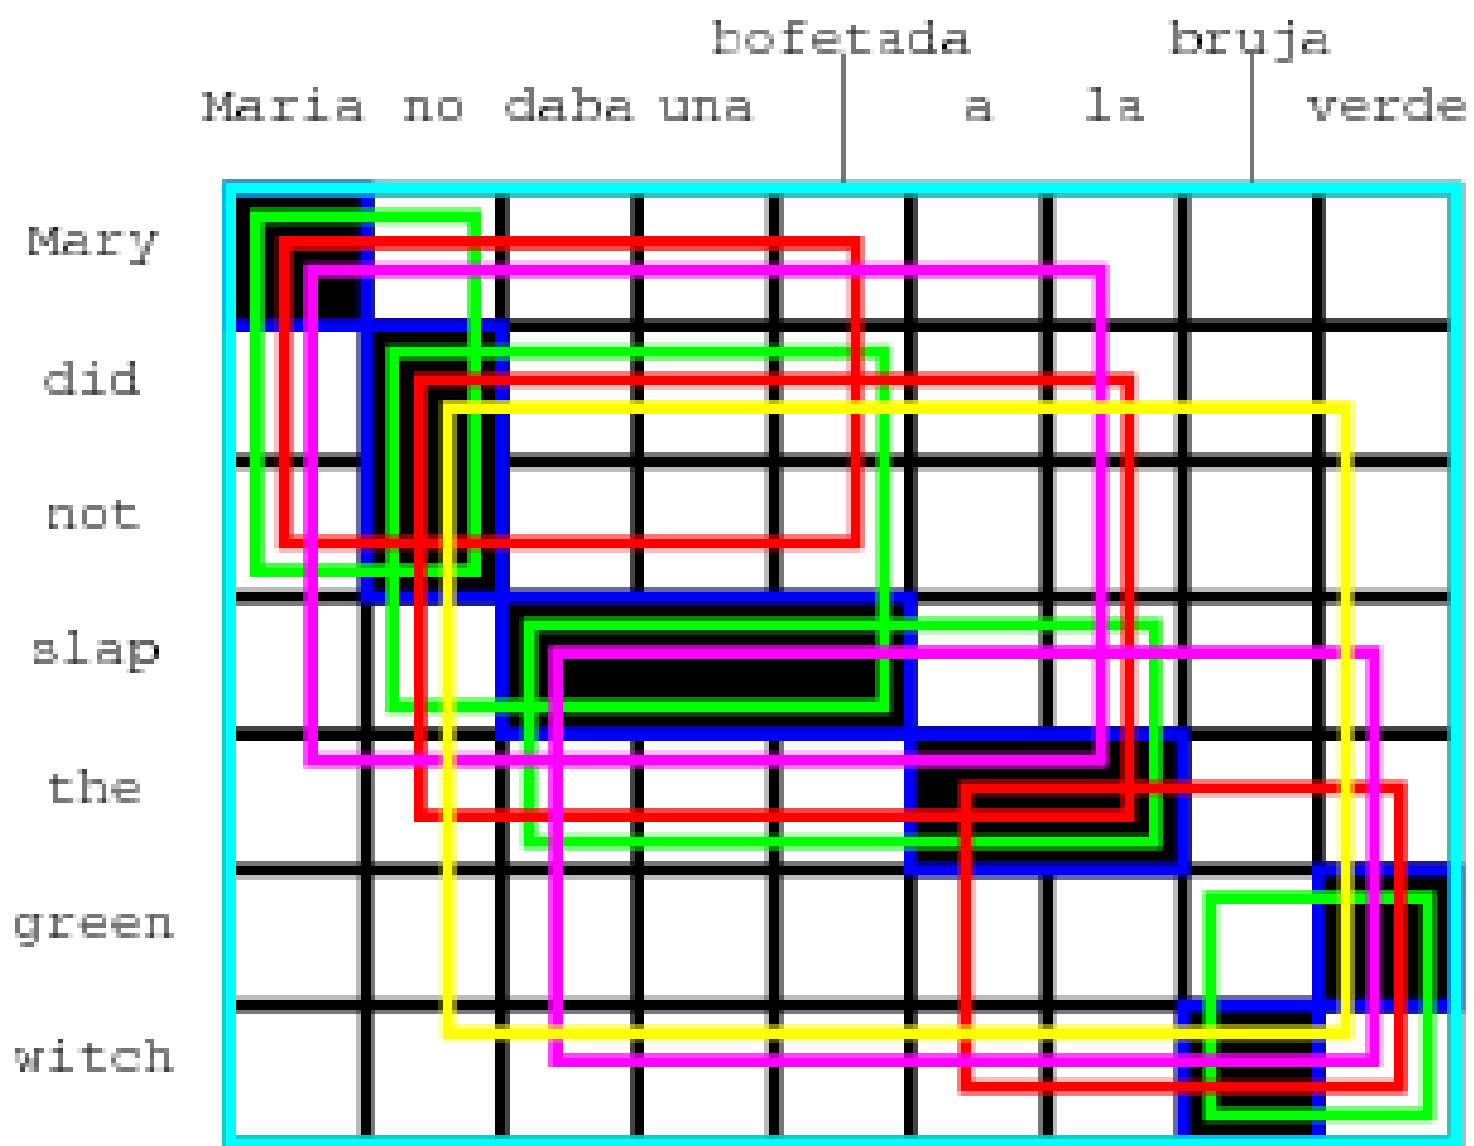 bofetada bruja
Maria no daba una a la verde
Mary
did
not
slap
the
green
witch